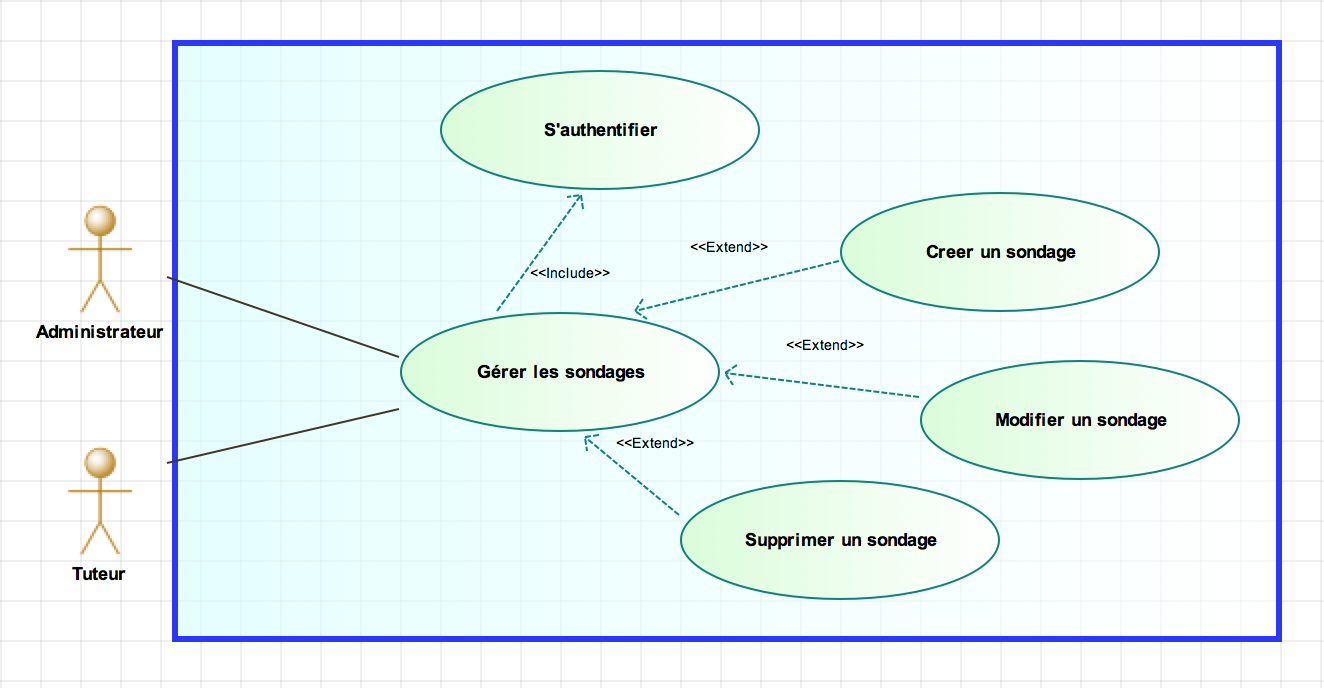 S'authentifier
Creer un sondage
<<Extend>>
<<Include>>
Administrateur
<<Extend>>
Gérer les sondages
Modifier un sondage
<<Extend>>
Supprimer un sondage
Tuteur